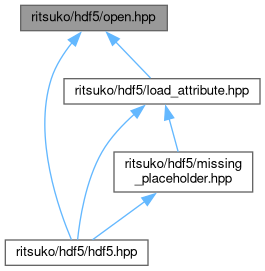 ritsuko/hdf5/open.hpp
ritsuko/hdf5/load_attribute.hpp
ritsuko/hdf5/missing
_placeholder.hpp
ritsuko/hdf5/hdf5.hpp